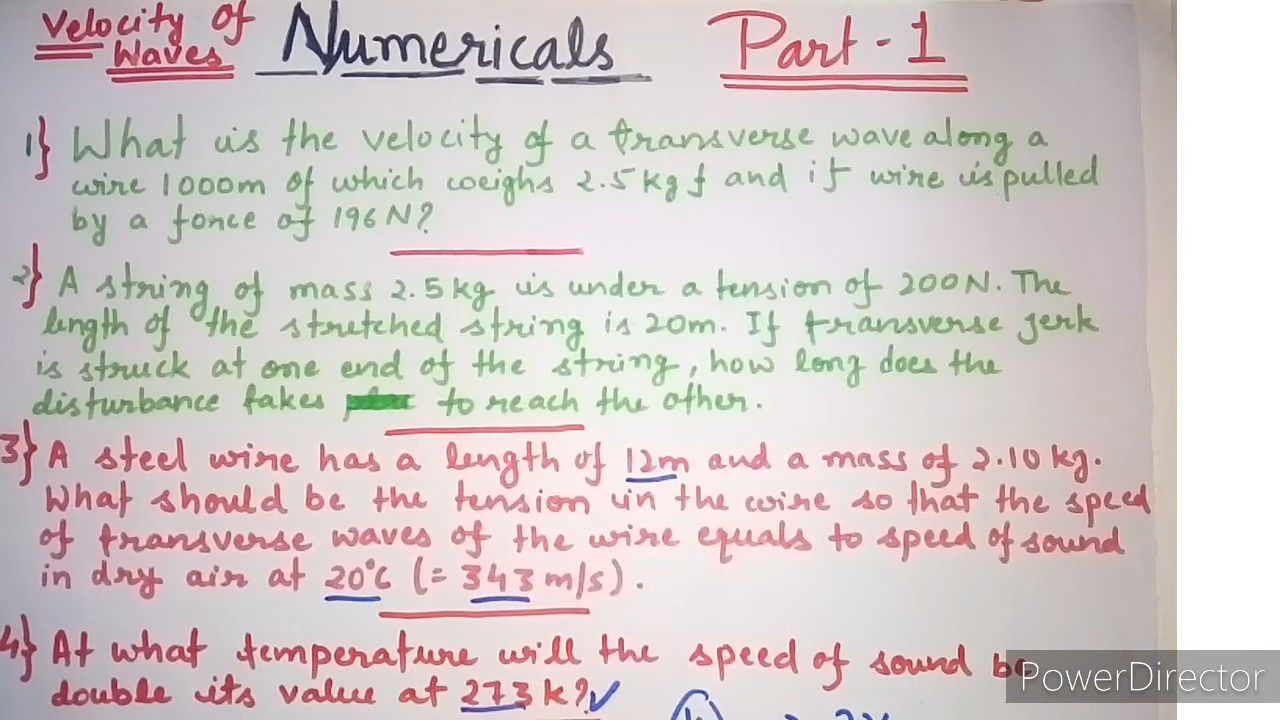 Velocity of Waves Numericals Part - 1
1} What is the velocity of a transverse wave along a
wire 1000m of which weighs 2.5 kgf and if wire is pulled
by a force of 196 N?
2} A string of mass 2.5 kg is under a tension of 200N. The
length of the stretched string is 20m. If transverse jerk
is struck at one end of the string, how long does the
disturbance takes to reach the other.
3} A steel wire has a length of 12m and a mass of 2.10 kg.
What should be the tension in the wire so that the speed
of transverse waves of the wire equals to speed of sound
in dry air at 20°C (= 343 m/s).
4} At what temperature will the speed of sound be
double its value at 273 k?
PowerDirector